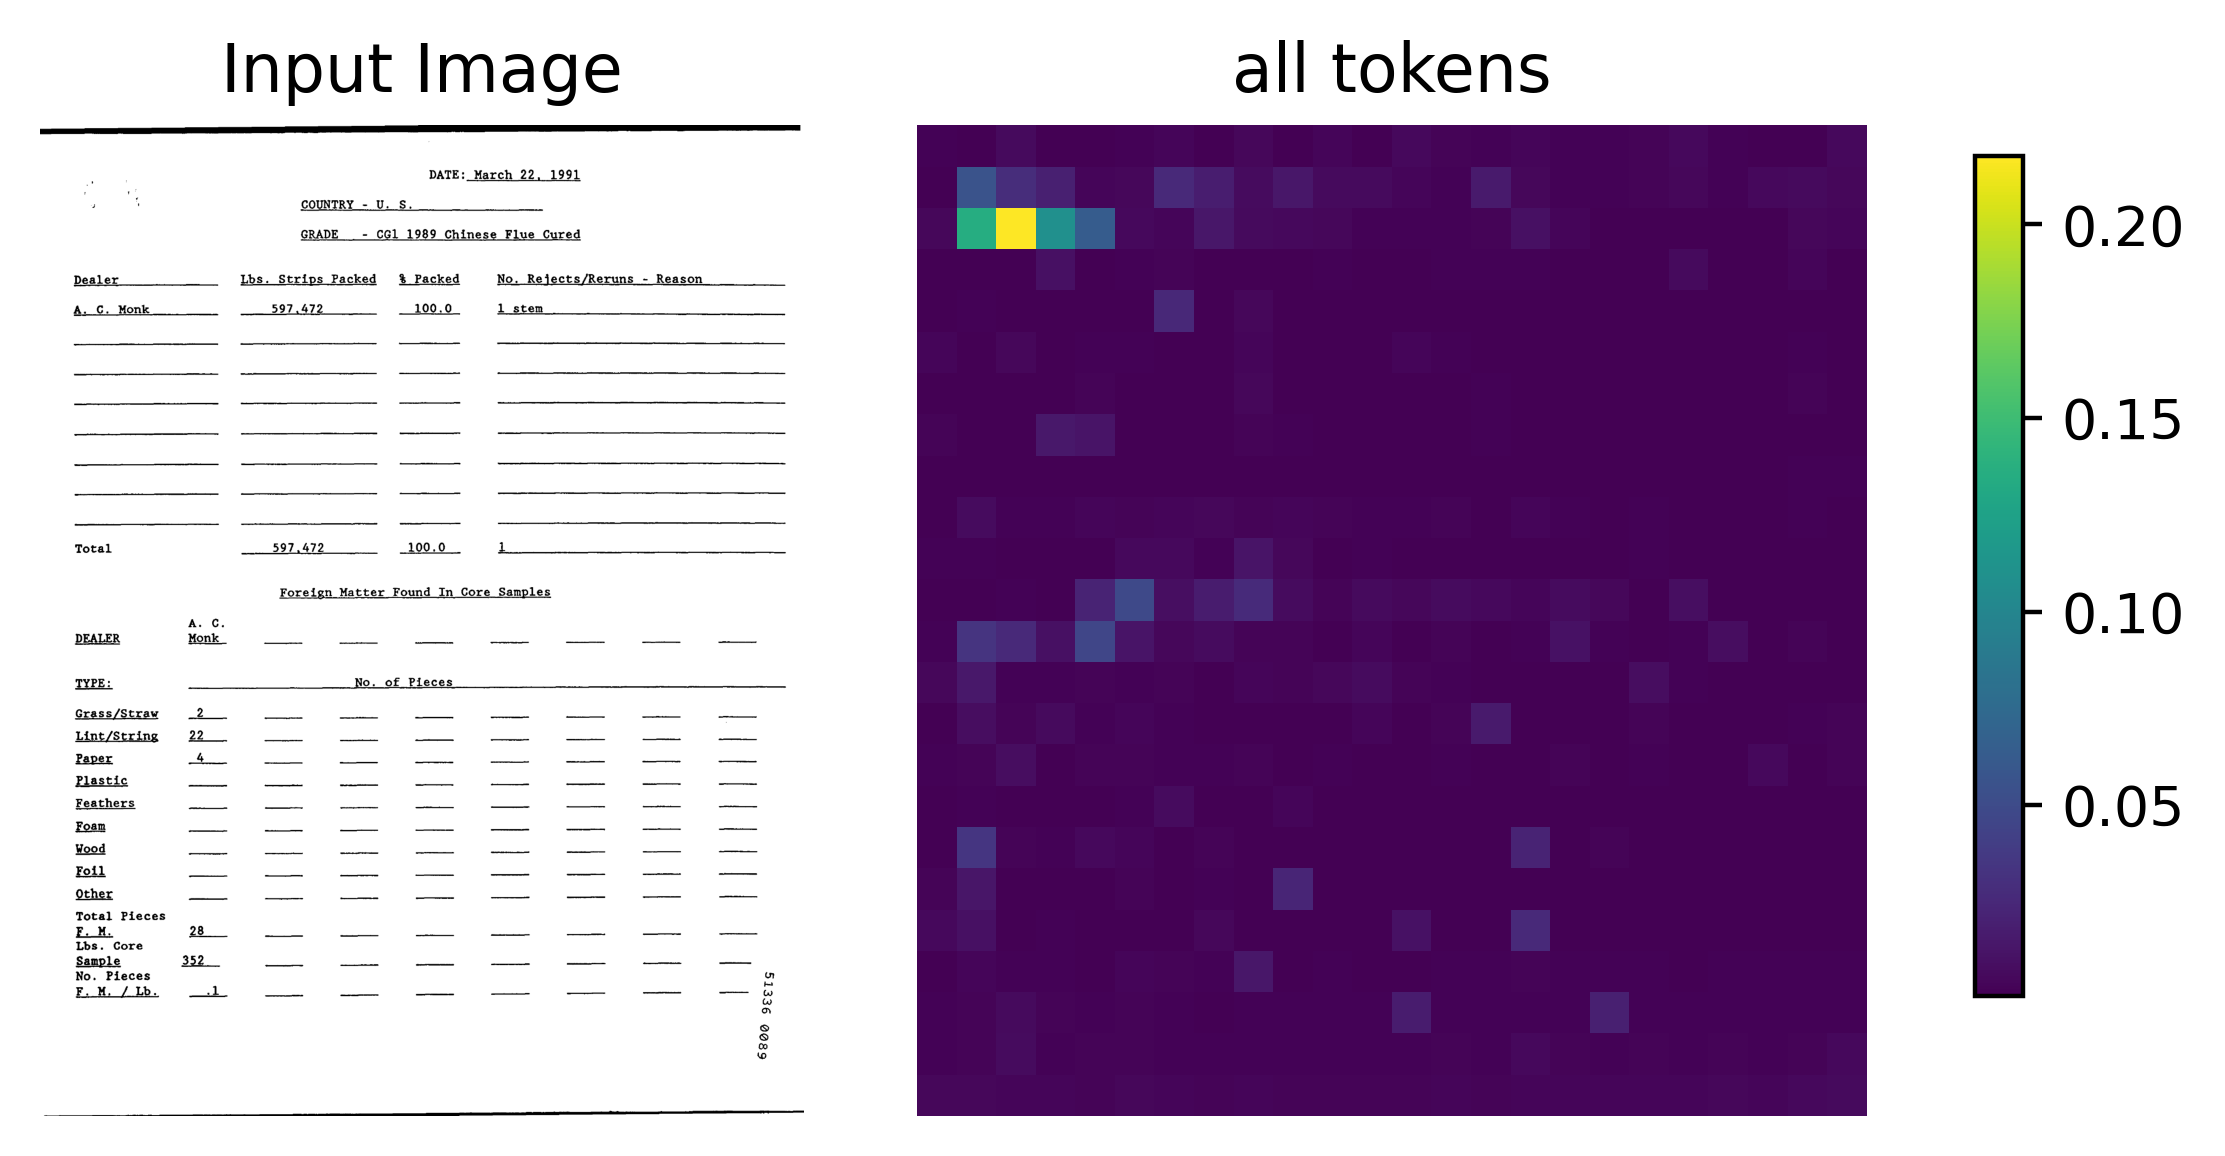 Input Image
all tokens
DATE: March 22, 1991
COUNTRY - U. S.
GRADE - CG1 1989 Chinese Flue Cured
Dealer Lbs. Strips Packed % Packed No. Rejects/Reruns - Reason
A. C. Monk 597,472 100.0 1 stem
Total 597,472 100.0 1
Foreign Matter Found In Core Samples
A. C.
DEALER Monk
TYPE: No. of Pieces
Grass/Straw 2
Lint/String 22
Paper 4
Plastic
Feathers
Foam
Wood
Foil
Other
Total Pieces
F. M. 28
Lbs. Core
Sample 352
No. Pieces
F. M. / Lb. .1
51336 0089
0.20
0.15
0.10
0.05